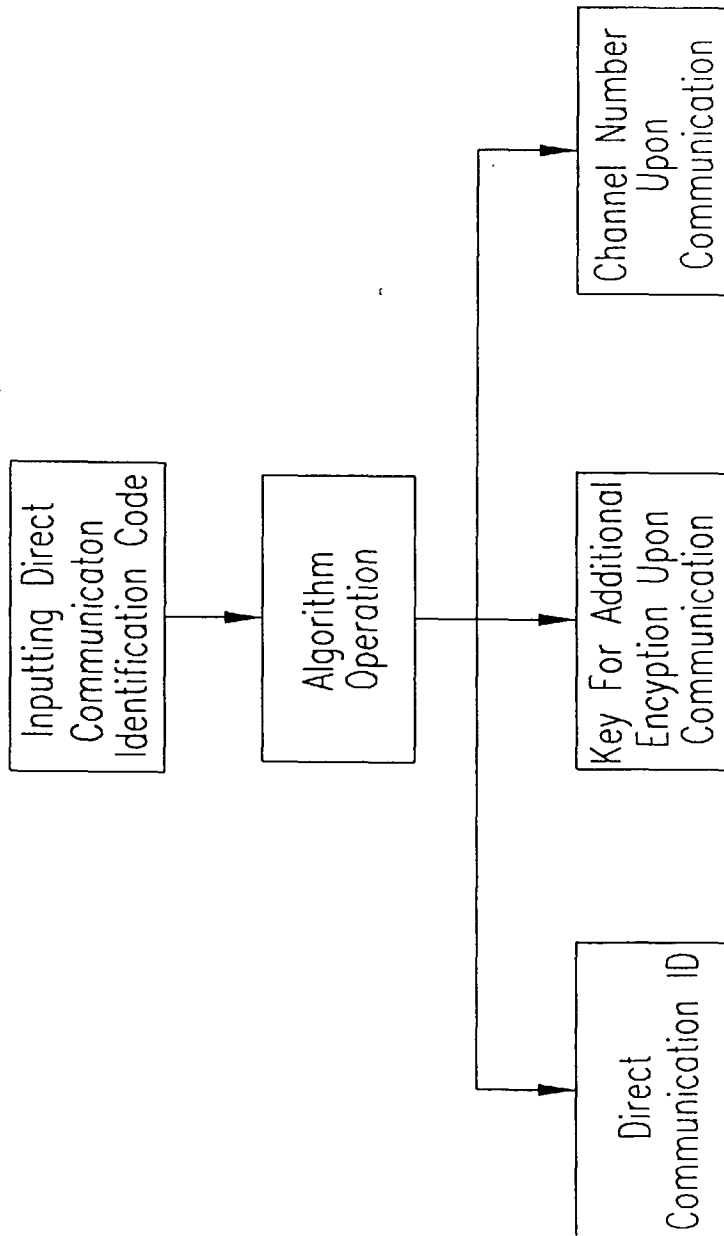 Inputting Direct
Communicaton
Identification Code
Algorithm
Operation
Direct
Communication ID
Key For Additional
Encyption Upon
Communication
Channel Number
Upon
Communication